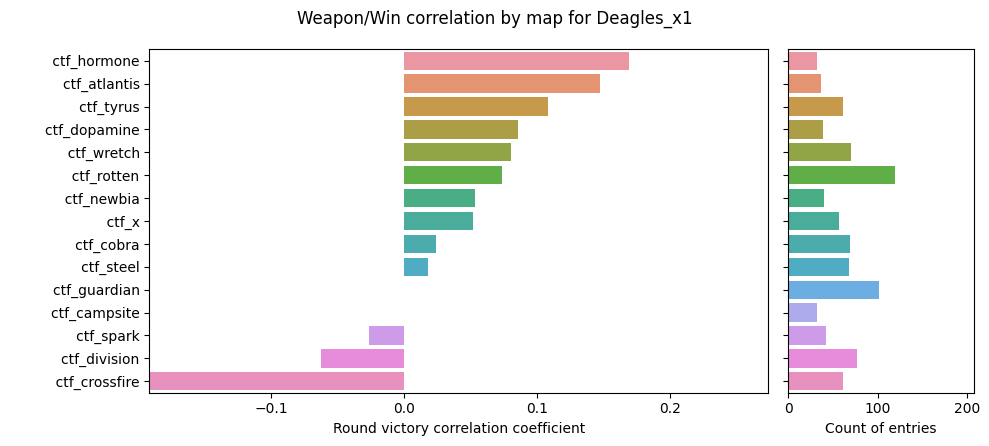 Weapon/Win correlation by map for Deagles_x1
ctf_hormone
ctf_atlantis
ctf_tyrus
ctf_dopamine
ctf_wretch
ctf_rotten
ctf_newbia
ctf_x
ctf_cobra
ctf_steel
ctf_guardian
ctf_campsite
ctf_spark
ctf_division
ctf_crossfire
−0.1 0.0 0.1 0.2
0 100 200
Round victory correlation coefficient
Count of entries